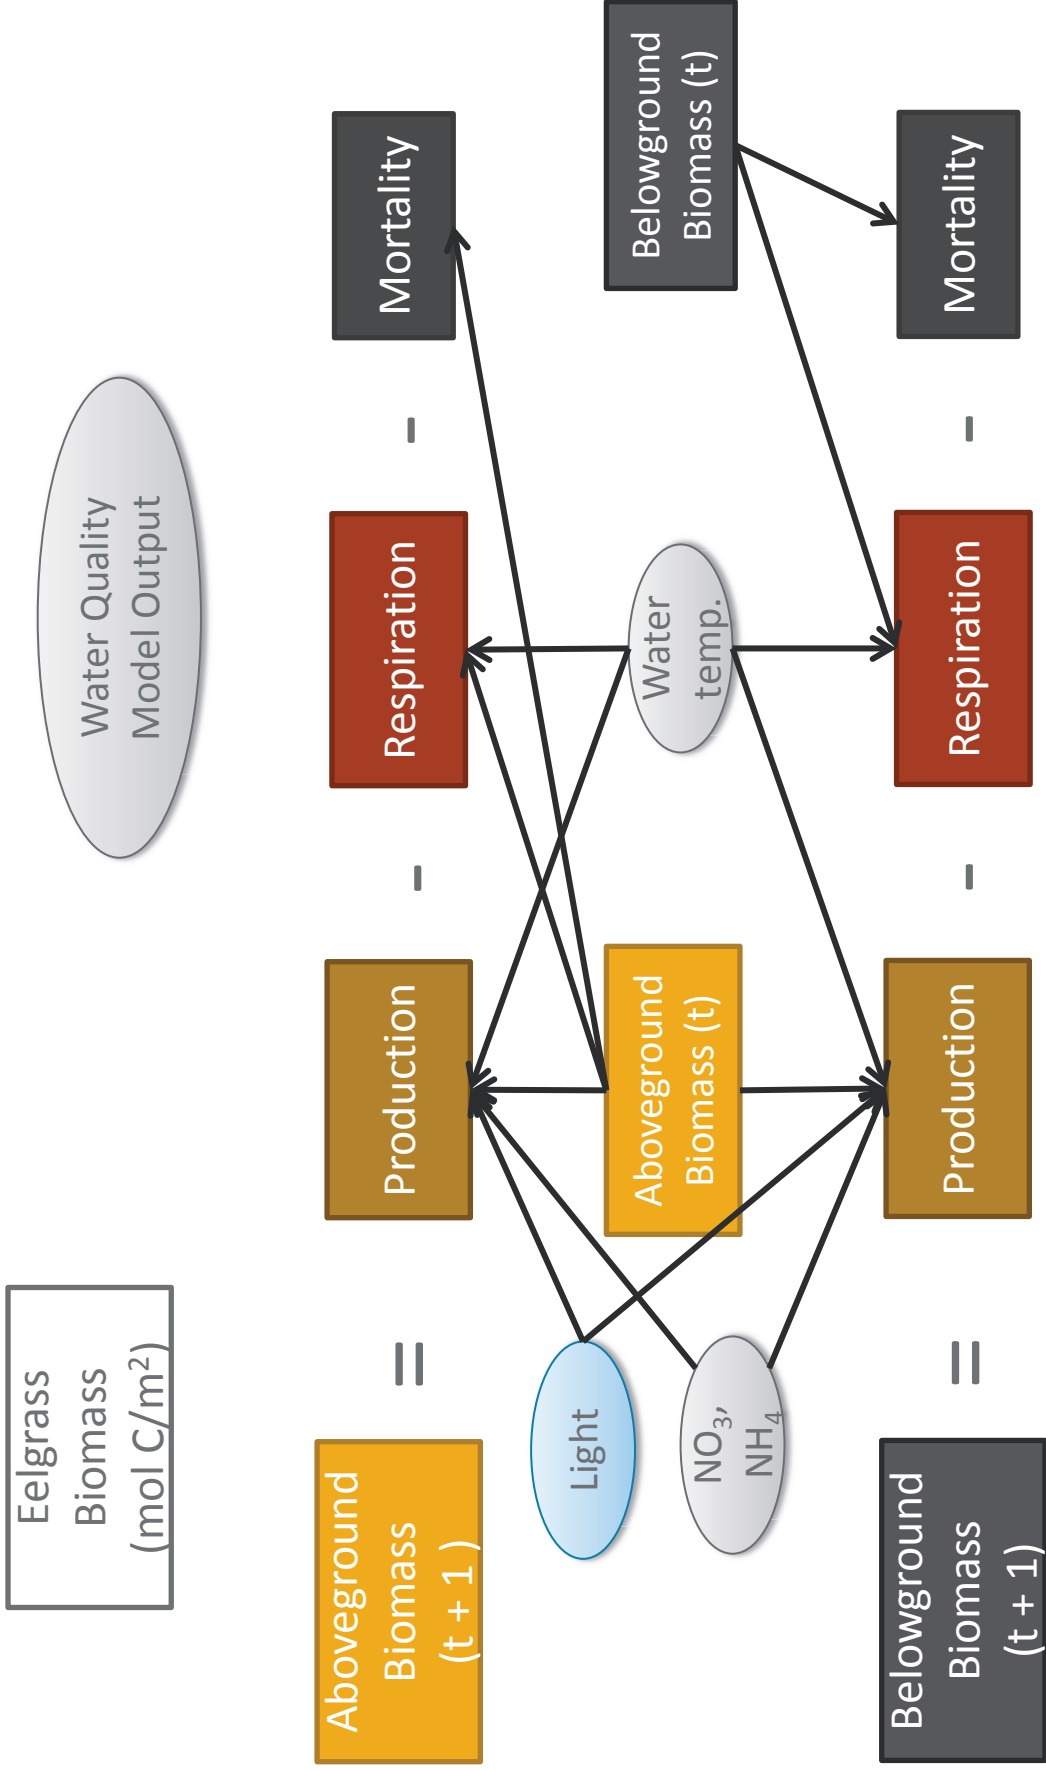 Eelgrass
Biomass
(mol C/m²)
Water Quality
Model Output
Aboveground
Biomass
(t + 1)
=
Production
-
Respiration
-
Mortality
Light
NO₃,
NH₄
Aboveground
Biomass (t)
Water
temp.
Belowground
Biomass (t)
Belowground
Biomass
(t + 1)
=
Production
-
Respiration
-
Mortality